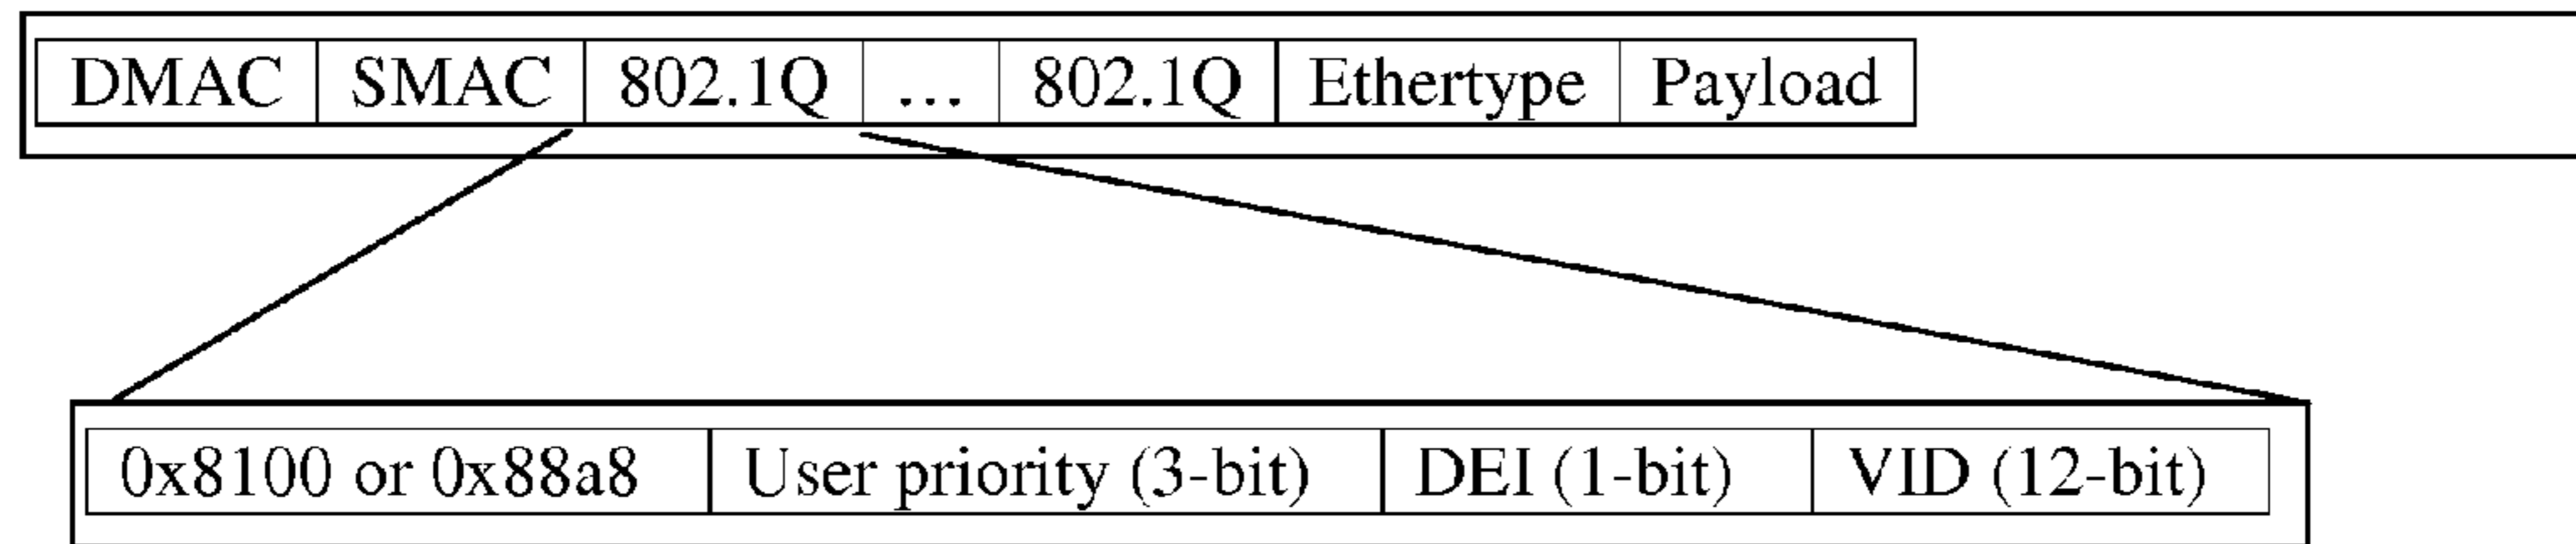 DMAC SMAC 802.1Q ... 802.1Q Ethertype Payload
0x8100 or 0x88a8 User priority (3-bit) DEI (1-bit) VID (12-bit)